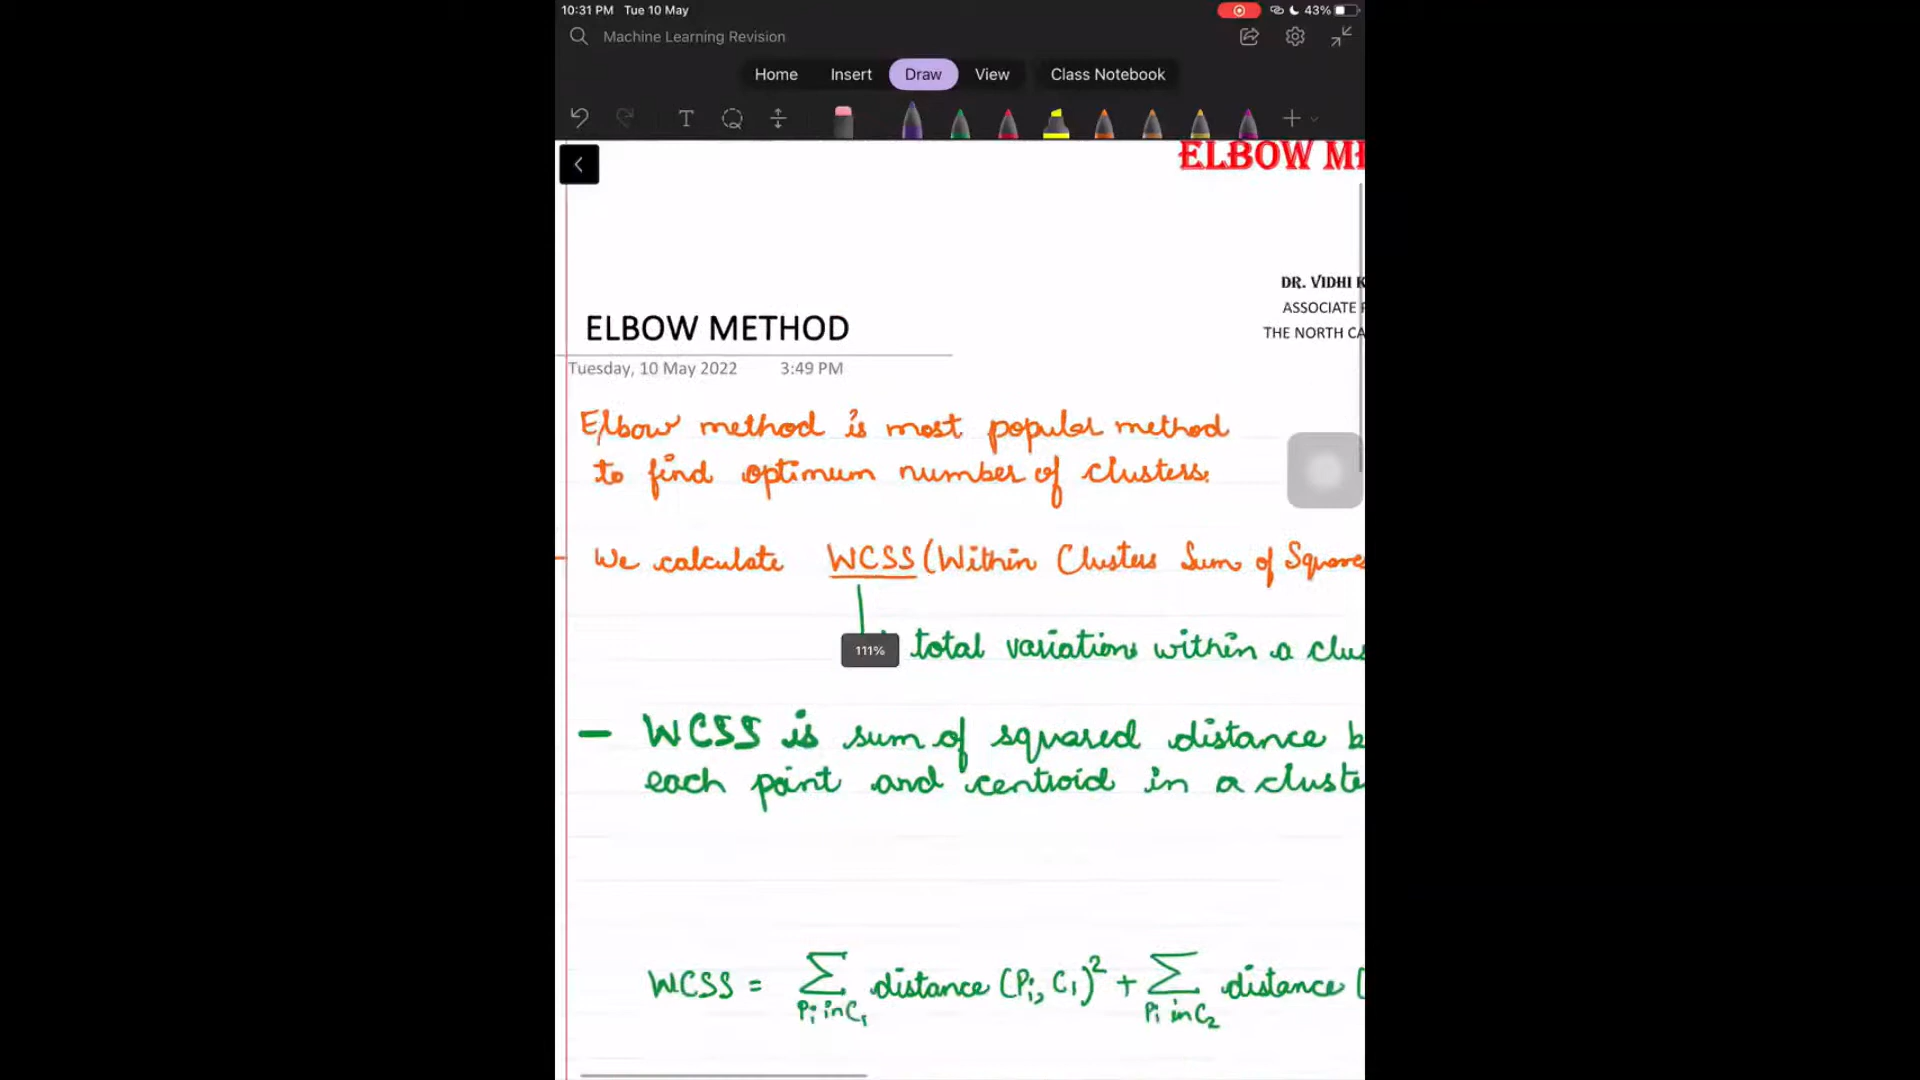 10:31 PM Tue 10 May 43%
Machine Learning Revision
Home Insert Draw View Class Notebook
ELBOW
DR. VIDHI
ASSOCIATE
THE NORTH
ELBOW METHOD
Tuesday, 10 May 2022 3:49 PM
Elbow method is most popular method
to find optimum number of clusters.
- We calculate WCSS (Within Clusters Sum of Squares
111% total variations within a clus
- WCSS is sum of squared distance b
each point and centroid in a cluste
WCSS = ∑ distance (Pi, C1)² + ∑ distance (
Pi in C1 Pi in C2